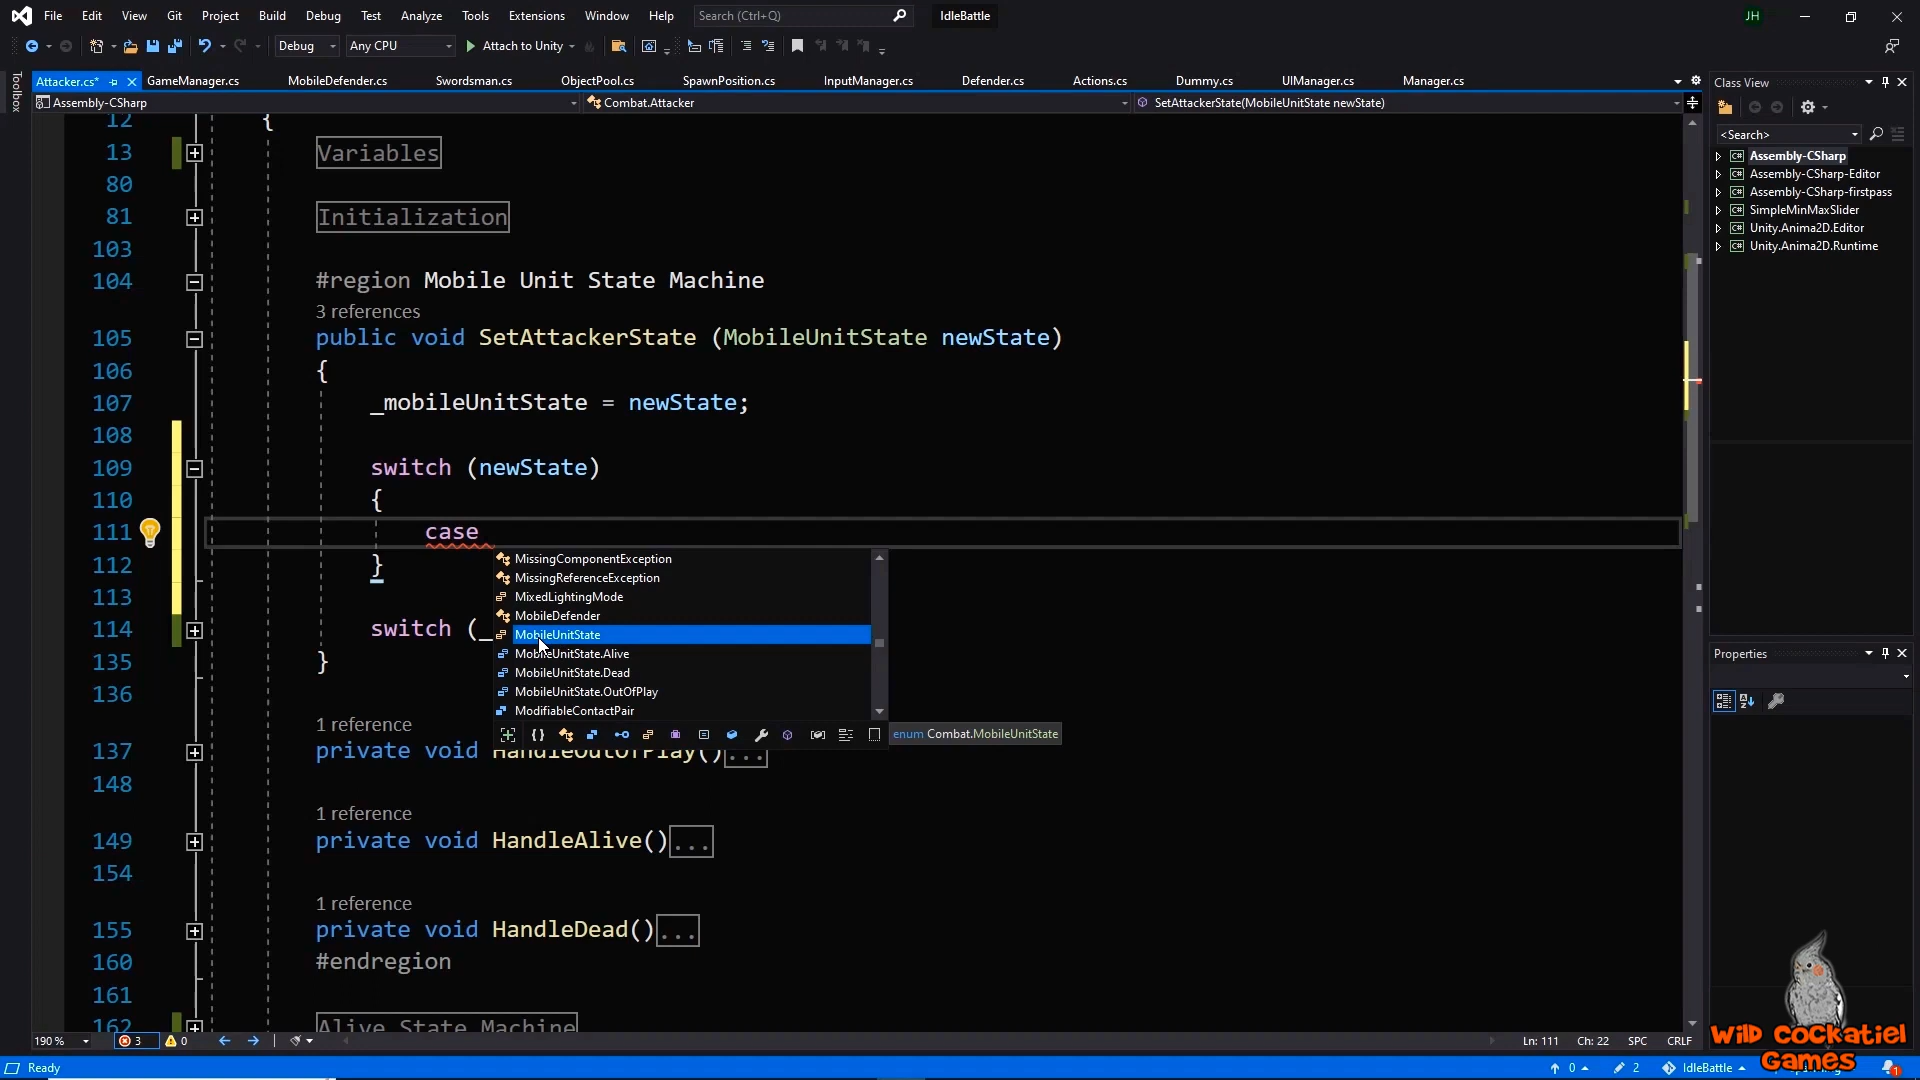 File Edit View Git Project Build Debug Test Analyze Tools Extensions Window Help Search (Ctrl+Q) IdleBattle JH
Debug Any CPU Attach to Unity
Toolbox
Attacker.cs* GameManager.cs MobileDefender.cs Swordsman.cs ObjectPool.cs SpawnPosition.cs InputManager.cs Defender.cs Actions.cs Dummy.cs UIManager.cs Manager.cs
Assembly-CSharp Combat.Attacker SetAttackerState(MobileUnitState newState)
12 {
13 Variables
80
81 Initialization
103
104 #region Mobile Unit State Machine
3 references
105 public void SetAttackerState (MobileUnitState newState)
106 {
107 _mobileUnitState = newState;
108
109 switch (newState)
110 {
111 case
112 }
113
114 switch (_
135 }
136
1 reference
137 private void HandleOutOfPlay()...
148
1 reference
149 private void HandleAlive()...
154
1 reference
155 private void HandleDead()...
160 #endregion
161
162 Alive State Machine
MissingComponentException
MissingReferenceException
MixedLightingMode
MobileDefender
MobileUnitState
MobileUnitState.Alive
MobileUnitState.Dead
MobileUnitState.OutOfPlay
ModifiableContactPair
enum Combat.MobileUnitState
190 % 3 0 Ln: 111 Ch: 22 SPC CRLF
Class View
<Search>
Assembly-CSharp
Assembly-CSharp-Editor
Assembly-CSharp-firstpass
SimpleMinMaxSlider
Unity.Anima2D.Editor
Unity.Anima2D.Runtime
Properties
Wild Cockatiel
Games
Ready 0 2 IdleBattle 1